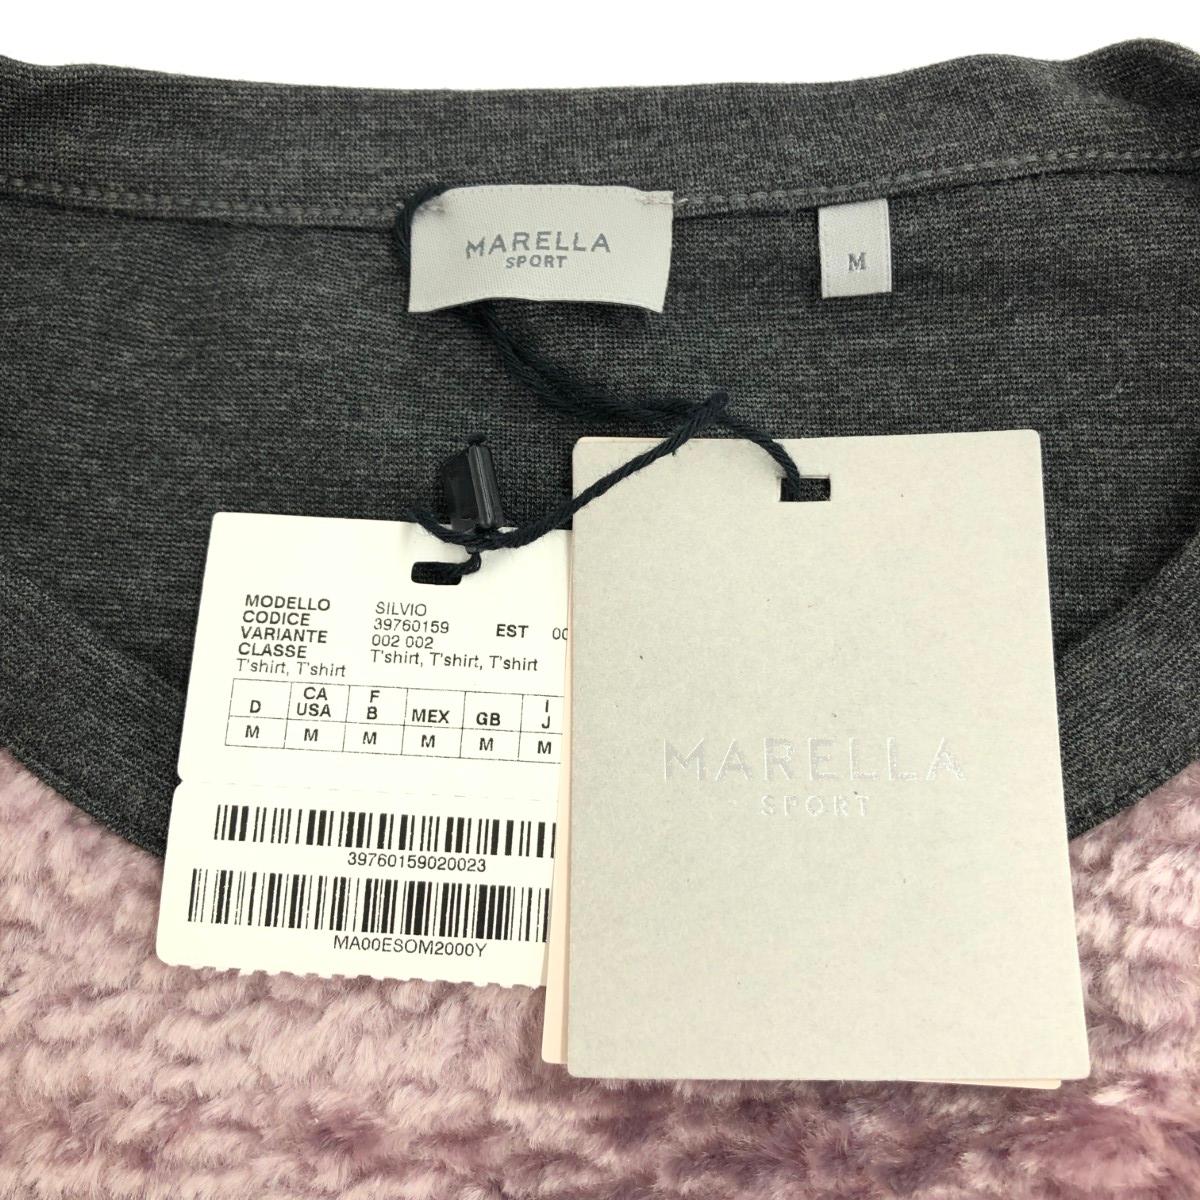 MARELLA
SPORT
M
MODELLO SILVIO
CODICE 39760159 EST 00
VARIANTE 002 002
CLASSE T'shirt, T'shirt, T'shirt
T'shirt, T'shirt
D CA USA F B MEX GB I J
M M M M M M
39760159020023
MA00ESOM2000Y
MARELLA
SPORT